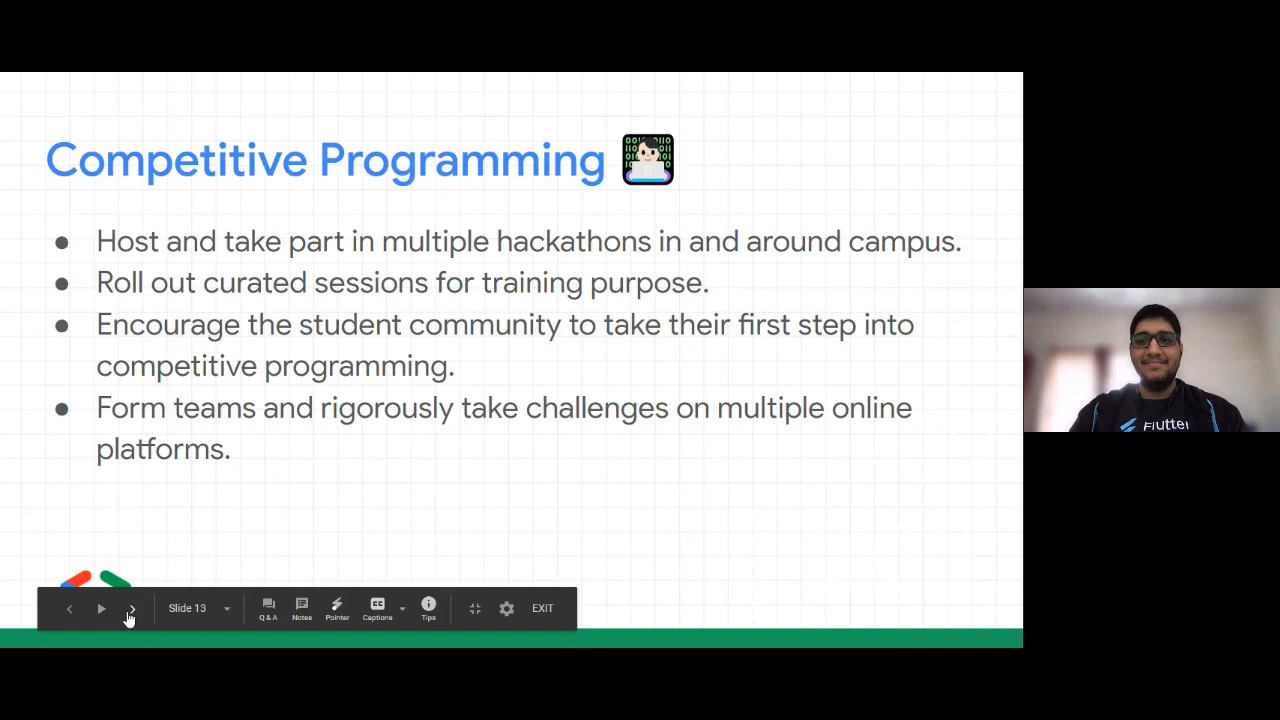 Competitive Programming
● Host and take part in multiple hackathons in and around campus.
● Roll out curated sessions for training purpose.
● Encourage the student community to take their first step into
competitive programming.
● Form teams and rigorously take challenges on multiple online
platforms.
Flutter
Slide 13
Q & A
Notes
Pointer
CC
Captions
Tips
EXIT